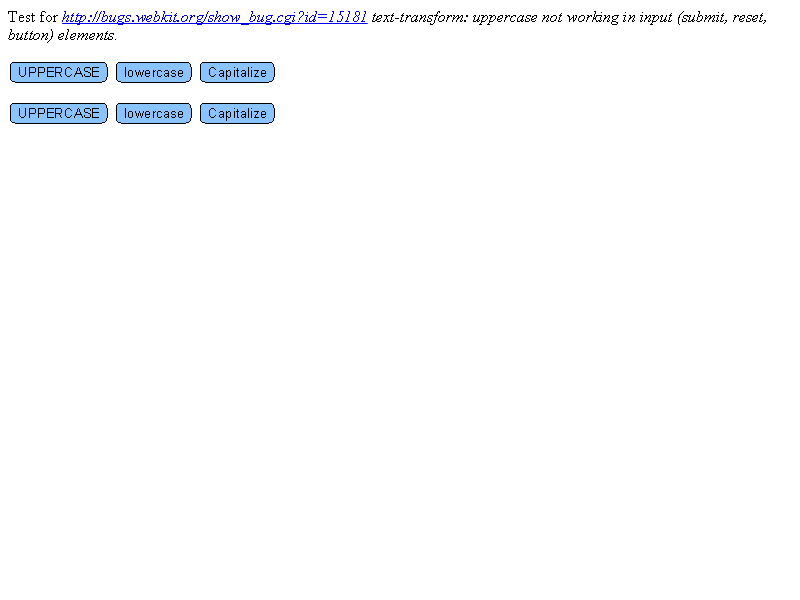 Test for http://bugs.webkit.org/show_bug.cgi?id=15181 text-transform: uppercase not working in input (submit, reset,
button) elements.
UPPERCASE lowercase Capitalize
UPPERCASE lowercase Capitalize